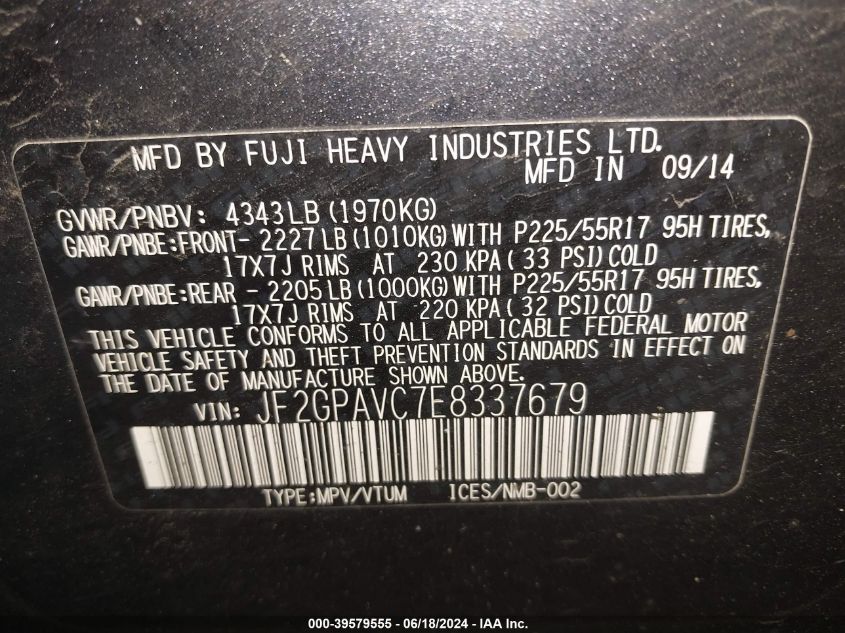 MFD BY FUJI HEAVY INDUSTRIES LTD.
MFD IN 09/14
GVWR/PNBV: 4343LB (1970KG)
GAWR/PNBE:FRONT- 2227 LB (1010KG) WITH P225/55R17 95H TIRES,
17X7J RIMS AT 230 KPA ( 33 PSI) COLD
GAWR/PNBE:REAR - 2205 LB (1000KG) WITH P225/55R17 95H TIRES,
17X7J RIMS AT 220 KPA ( 32 PSI) COLD
THIS VEHICLE CONFORMS TO ALL APPLICABLE FEDERAL MOTOR
VEHICLE SAFETY AND THEFT PREVENTION STANDARDS IN EFFECT ON
THE DATE OF MANUFACTURE SHOWN ABOVE.
VIN: JF2GPAVC7E8337679
TYPE:MPV/VTUM ICES/NMB-002
000-39579555 - 06/18/2024 - IAA Inc.